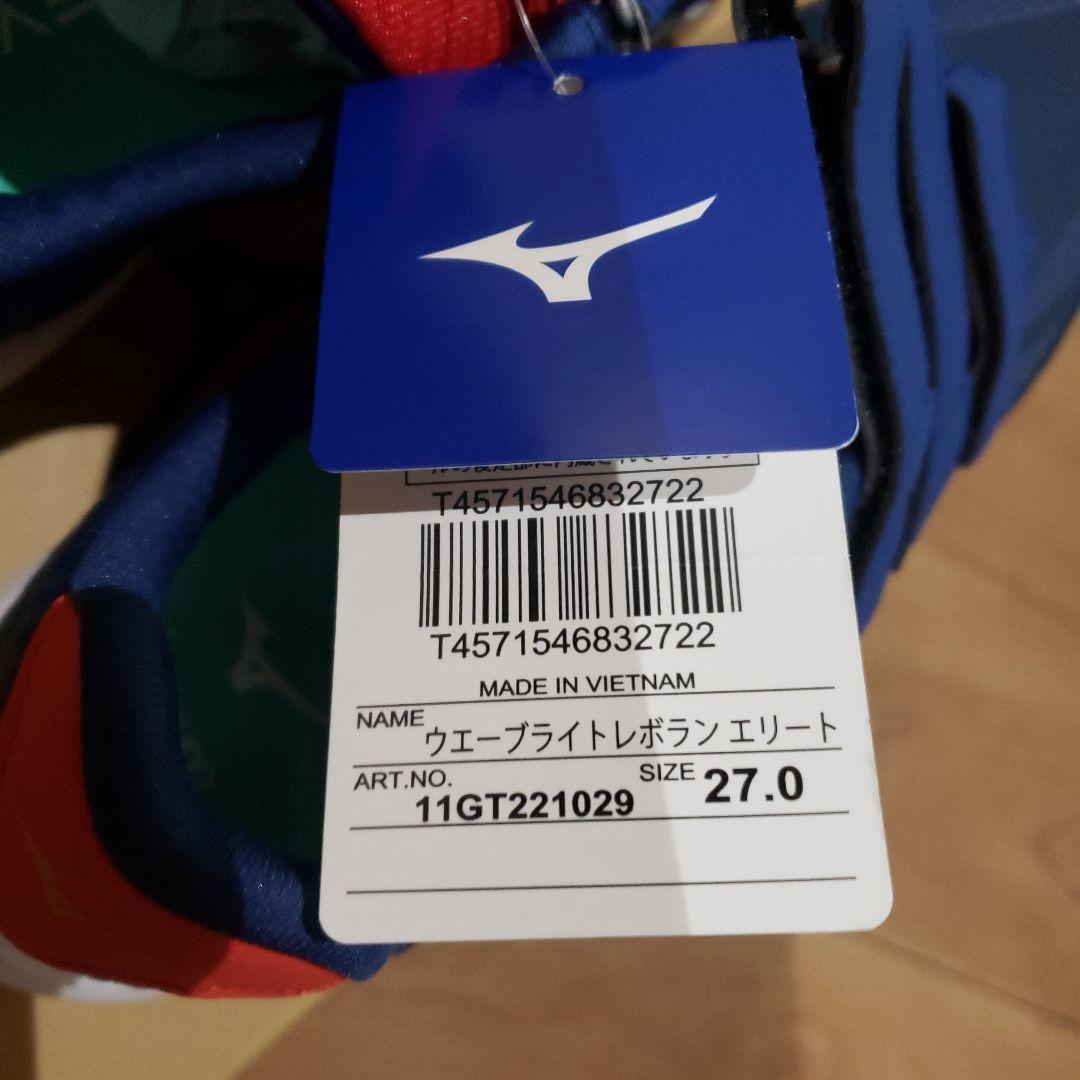 T4571546832722
T4571546832722
MADE IN VIETNAM
NAME ウエーブライトレボラン エリート
ART.NO. 11GT221029 SIZE 27.0